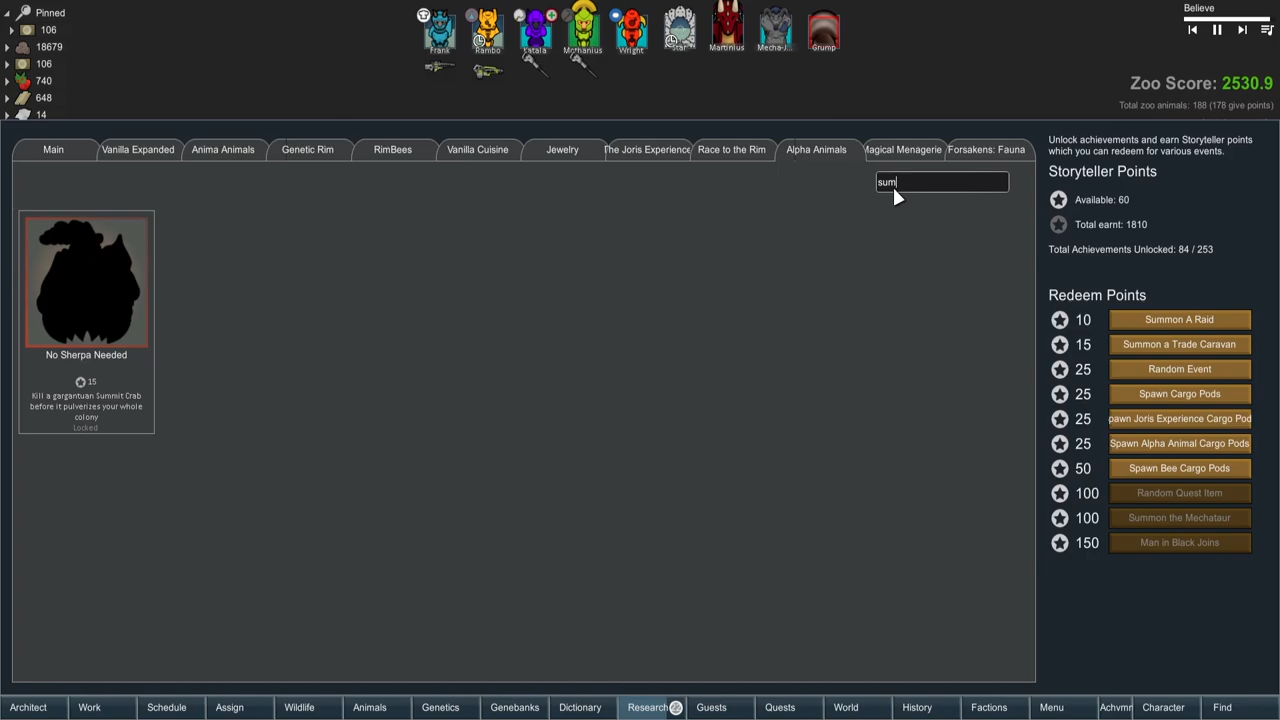 Pinned
106
18679
106
740
648
14
Frank
Rambo
Katala
Mothanius
Wright
Star
Martinius
Mecha-J...
Grump
Believe
Zoo Score: 2530.9
Total zoo animals: 188 (178 give points)
Main
Vanilla Expanded
Anima Animals
Genetic Rim
RimBees
Vanilla Cuisine
Jewelry
The Joris Experience
Race to the Rim
Alpha Animals
Magical Menagerie
Forsakens: Fauna
sum
No Sherpa Needed
15
Kill a gargantuan Summit Crab
before it pulverizes your whole
colony
Locked
Unlock achievements and earn Storyteller points
which you can redeem for various events.
Storyteller Points
Available: 60
Total earnt: 1810
Total Achievements Unlocked: 84 / 253
Redeem Points
10 Summon A Raid
15 Summon a Trade Caravan
25 Random Event
25 Spawn Cargo Pods
25 pawn Joris Experience Cargo Pod
25 Spawn Alpha Animal Cargo Pods
50 Spawn Bee Cargo Pods
100 Random Quest Item
100 Summon the Mechataur
150 Man in Black Joins
Architect
Work
Schedule
Assign
Wildlife
Animals
Genetics
Genebanks
Dictionary
Research
Guests
Quests
World
History
Factions
Menu
Achvmn
Character
Find